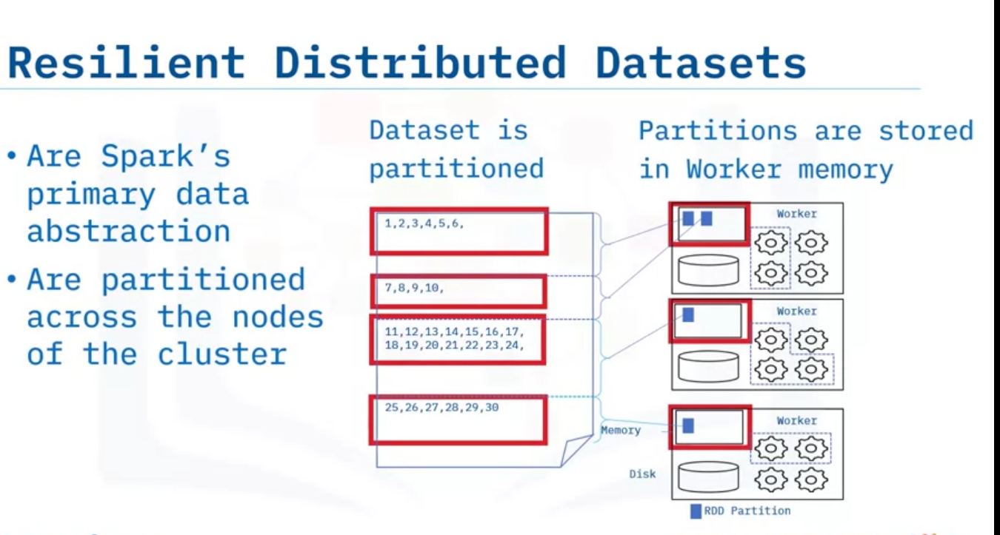 Resilient Distributed Datasets
• Are Spark’s
primary data
abstraction
• Are partitioned
across the nodes
of the cluster
Dataset is
partitioned
1,2,3,4,5,6,
7,8,9,10,
11,12,13,14,15,16,17,
18,19,20,21,22,23,24,
25,26,27,28,29,30
Partitions are stored
in Worker memory
Worker
Worker
Worker
Memory
Disk
RDD Partition